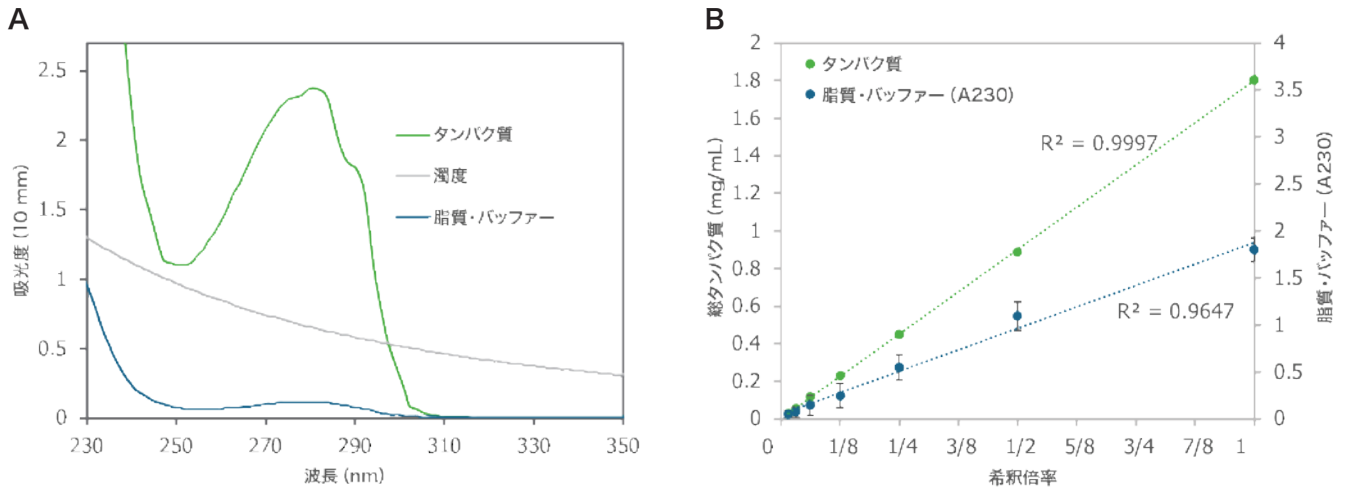 A
吸光度 (10 mm)
2.5
2
1.5
1
0.5
0
タンパク質
濁度
脂質・バッファー
230 250 270 290 310 330 350
波長 (nm)
B
総タンパク質 (mg/mL)
2
1.8
1.6
1.4
1.2
1
0.8
0.6
0.4
0.2
0
タンパク質
脂質・バッファー (A230)
R² = 0.9997
R² = 0.9647
4
3.5
3
2.5
2
1.5
1
0.5
0
脂質・バッファー (A230)
0 1/8 1/4 3/8 1/2 5/8 3/4 7/8 1
希釈倍率